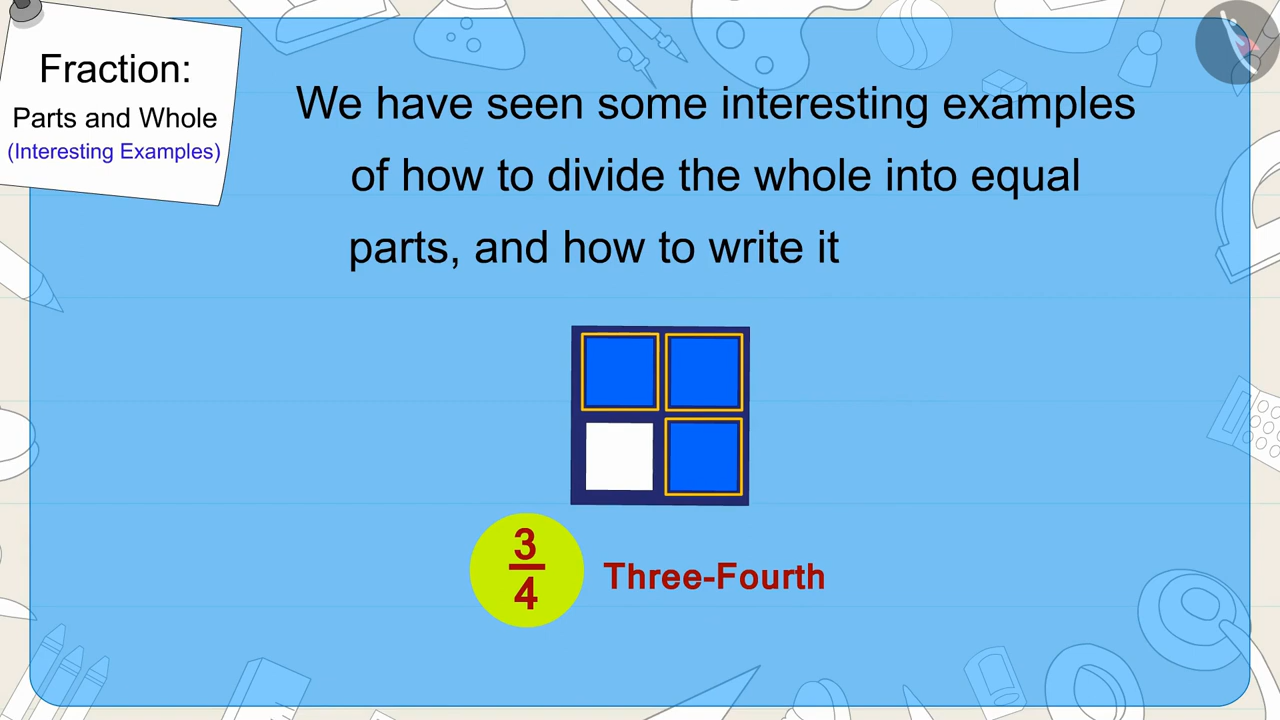 Fraction:
Parts and Whole
(Interesting Examples)
We have seen some interesting examples
of how to divide the whole into equal
parts, and how to write it
3
4
Three-Fourth